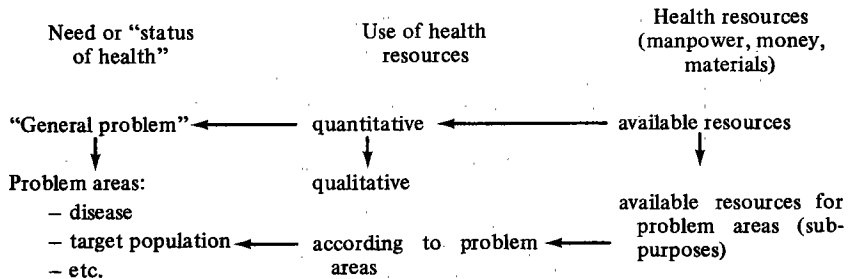 Need or “status
of health”
Use of health
resources
Health resources
(manpower, money,
materials)
“General problem”
quantitative
available resources
Problem areas:
– disease
– target population
– etc.
qualitative
according to problem
areas
available resources for
problem areas (sub-
purposes)